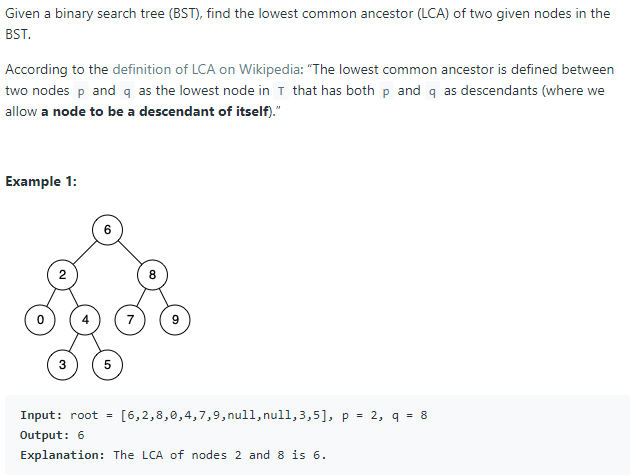 Given a binary search tree (BST), find the lowest common ancestor (LCA) of two given nodes in the
BST.
According to the definition of LCA on Wikipedia: “The lowest common ancestor is defined between
two nodes p and q as the lowest node in T that has both p and q as descendants (where we
allow a node to be a descendant of itself).”
Example 1:
6
2 8
0 4 7 9
3 5
Input: root = [6,2,8,0,4,7,9,null,null,3,5], p = 2, q = 8
Output: 6
Explanation: The LCA of nodes 2 and 8 is 6.